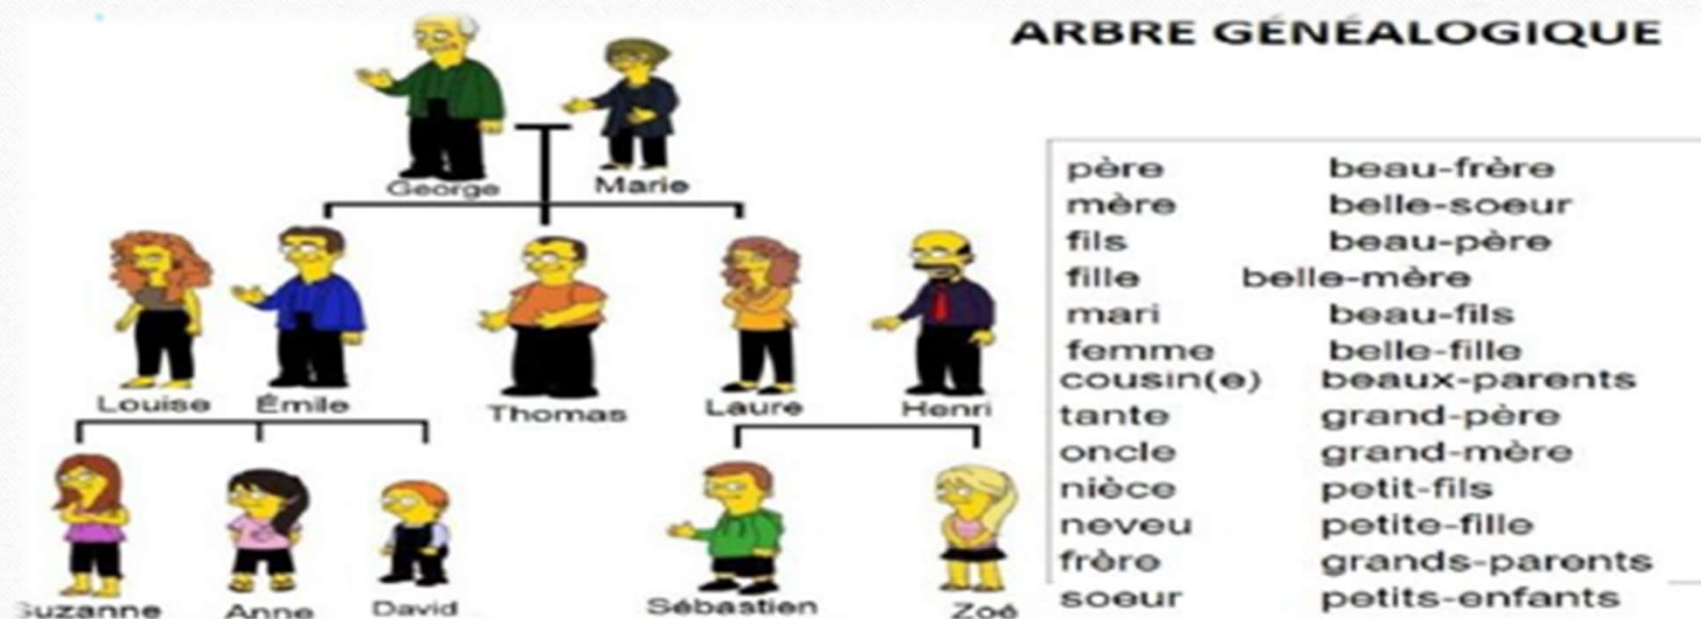 ARBRE GÉNÉALOGIQUE
George Marie
Louise Émile Thomas Laure Henri
Suzanne Anne David Sébastien Zoé
père beau-frère
mère belle-soeur
fils beau-père
fille belle-mère
mari beau-fils
femme belle-fille
cousin(e) beaux-parents
tante grand-père
oncle grand-mère
nièce petit-fils
neveu petite-fille
frère grands-parents
soeur petits-enfants